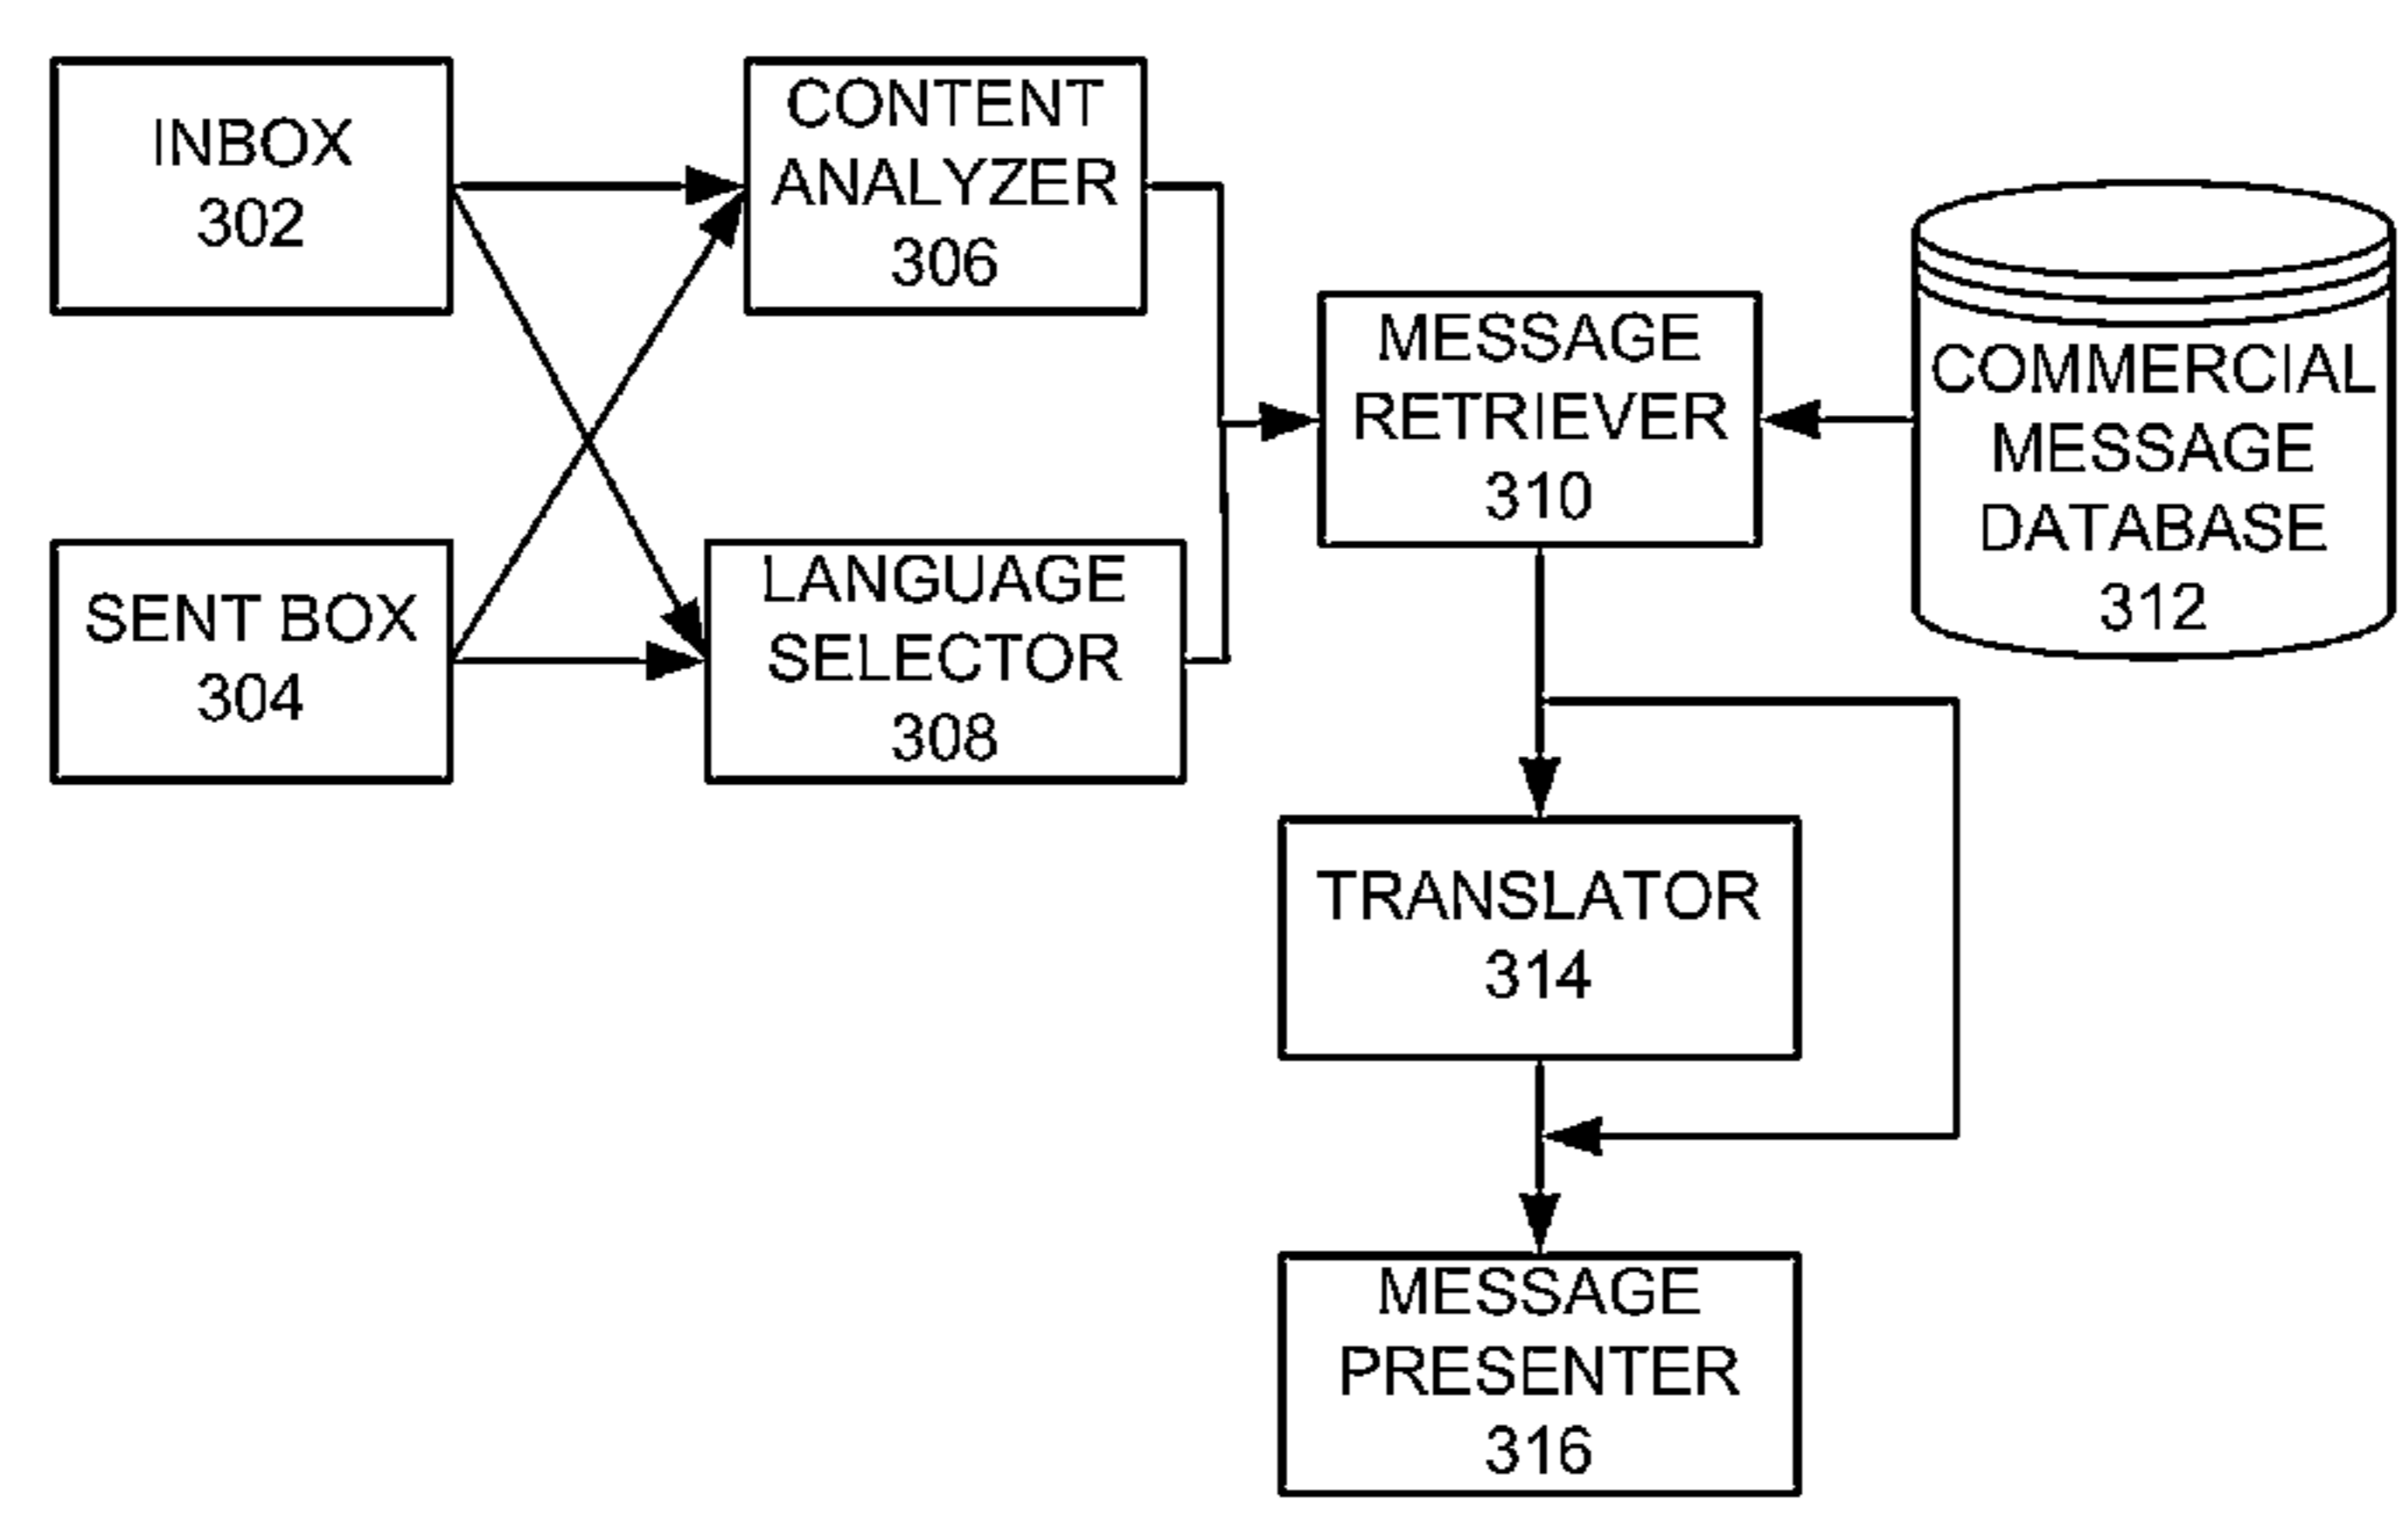 INBOX
302
CONTENT
ANALYZER
306
SENT BOX
304
LANGUAGE
SELECTOR
308
MESSAGE
RETRIEVER
310
COMMERCIAL
MESSAGE
DATABASE
312
TRANSLATOR
314
MESSAGE
PRESENTER
316